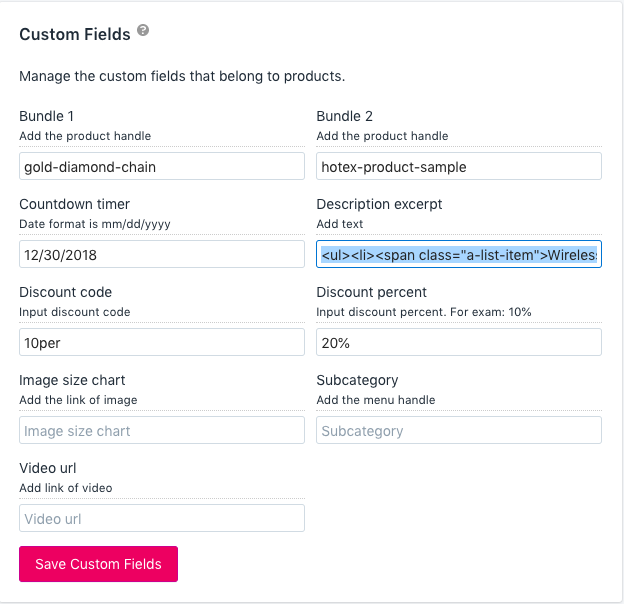 Custom Fields ?
Manage the custom fields that belong to products.
Bundle 1
Add the product handle
gold-diamond-chain
Bundle 2
Add the product handle
hotex-product-sample
Countdown timer
Date format is mm/dd/yyyy
12/30/2018
Description excerpt
Add text
<ul><li><span class="a-list-item">Wireles
Discount code
Input discount code
10per
Discount percent
Input discount percent. For exam: 10%
20%
Image size chart
Add the link of image
Image size chart
Subcategory
Add the menu handle
Subcategory
Video url
Add link of video
Video url
Save Custom Fields